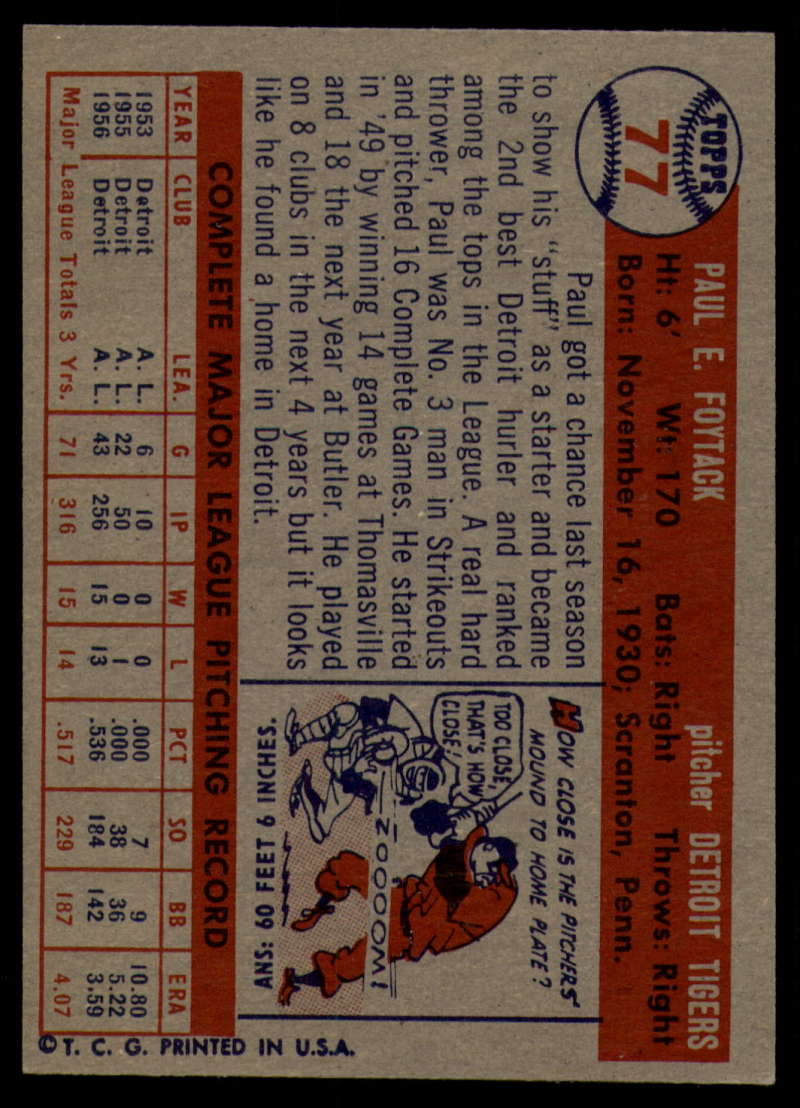 TOPPS
77
PAUL E. FOYTACK pitcher DETROIT TIGERS
Ht: 6' Wt: 170 Bats: Right Throws: Right
Born: November 16, 1930; Scranton, Penn.
Paul got a chance last season
to show his "stuff" as a starter and became
the 2nd best Detroit hurler and ranked
among the tops in the League. A real hard
thrower, Paul was No. 3 man in Strikeouts
and pitched 16 Complete Games. He started
in '49 by winning 14 games at Thomasville
and 18 the next year at Butler. He played
on 8 clubs in the next 4 years but it looks
like he found a home in Detroit.
HOW CLOSE IS THE PITCHERS'
MOUND TO HOME PLATE?
TOO CLOSE,
THAT'S HOW
CLOSE!
ZOOOOOM!
ANS: 60 FEET 6 INCHES.
COMPLETE MAJOR LEAGUE PITCHING RECORD
YEAR CLUB LEA. G IP W L PCT SO BB ERA
1953 Detroit A. L. 6 10 0 0 .000 7 9 10.80
1955 Detroit A. L. 22 50 0 1 .000 38 36 5.22
1956 Detroit A. L. 43 256 15 13 .536 184 142 3.59
Major League Totals 3 Yrs. 71 316 15 14 .517 229 187 4.07
© T. C. G. PRINTED IN U.S.A.